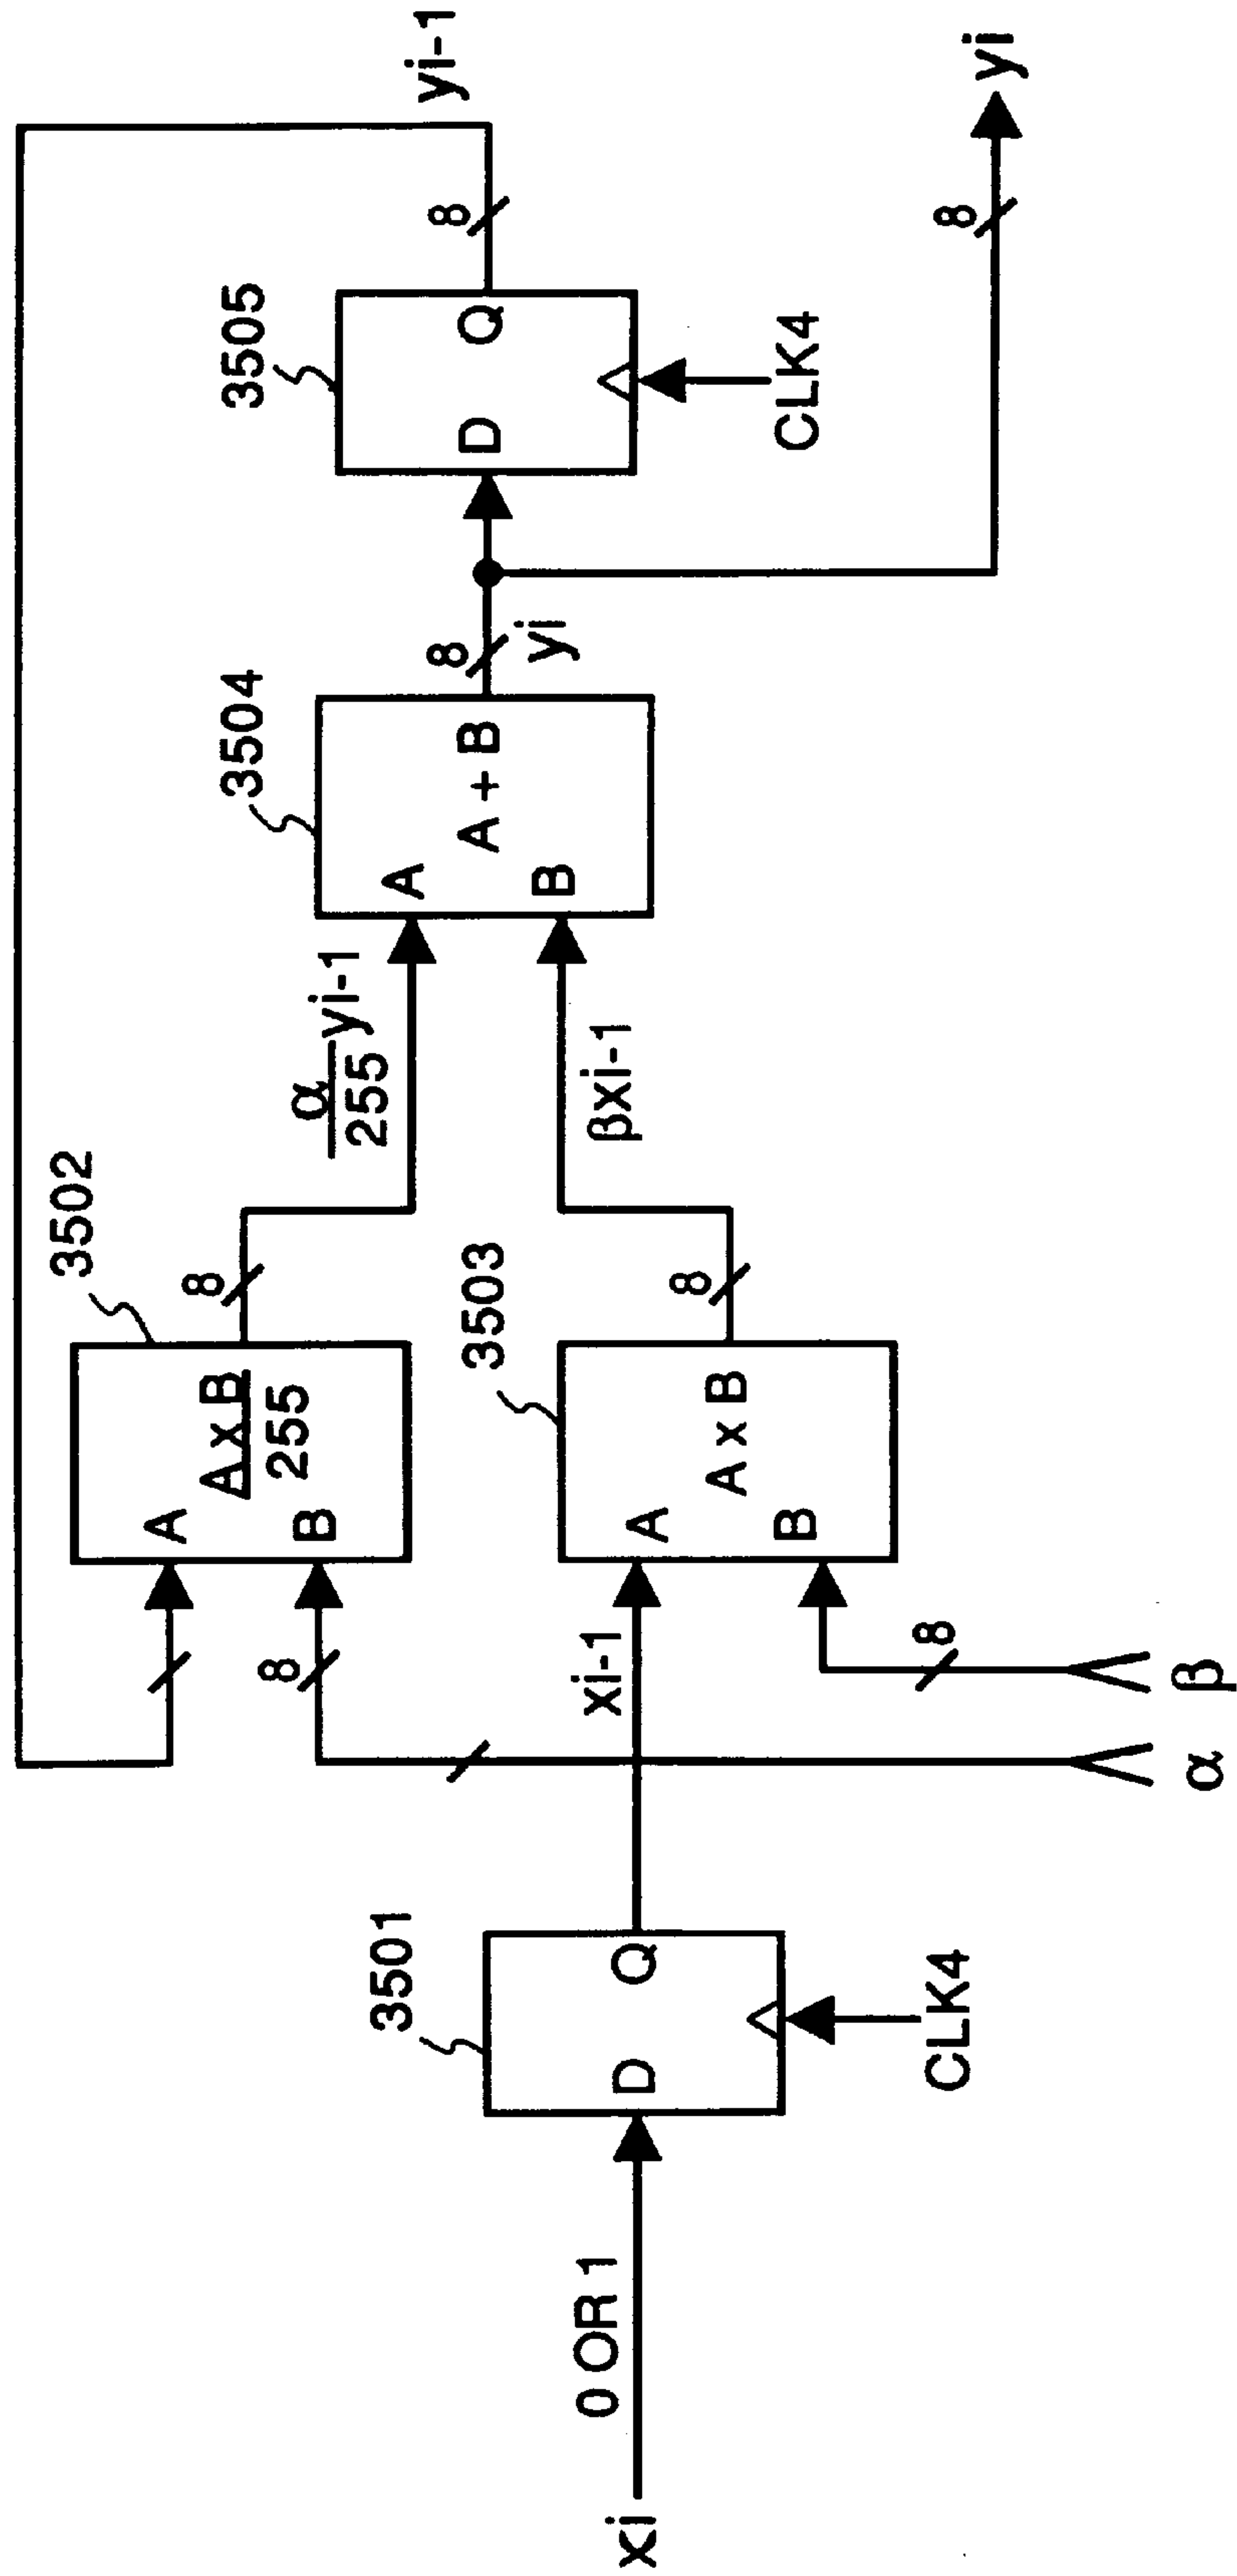 xi
0 OR 1
3501
D
Q
CLK4
xi-1
α
β
8
8
3502
A
B
A x B
255
8
3503
A
B
A x B
8
α
255
yi-1
βxi-1
3504
A
B
A + B
8
yi
3505
D
Q
CLK4
8
yi-1
8
yi